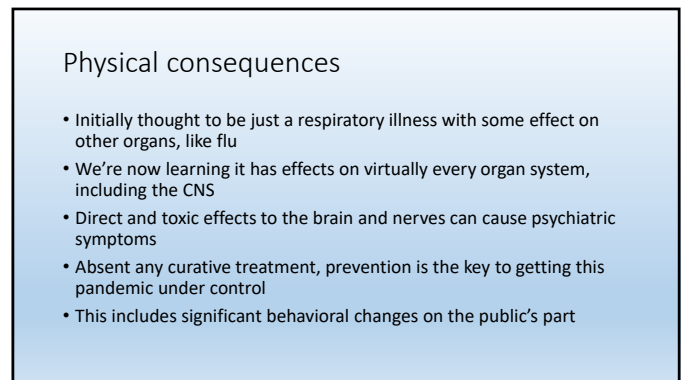 Physical consequences
• Initially thought to be just a respiratory illness with some effect on
other organs, like flu
• We’re now learning it has effects on virtually every organ system,
including the CNS
• Direct and toxic effects to the brain and nerves can cause psychiatric
symptoms
• Absent any curative treatment, prevention is the key to getting this
pandemic under control
• This includes significant behavioral changes on the public’s part